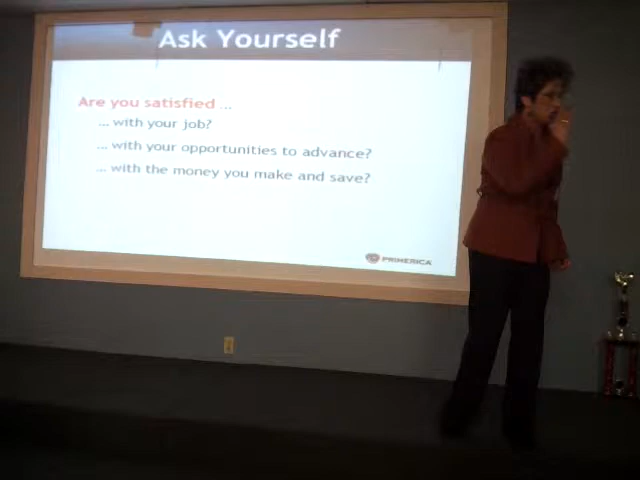 Ask Yourself
Are you satisfied ...
... with your job?
... with your opportunities to advance?
... with the money you make and save?
PRIMERICA